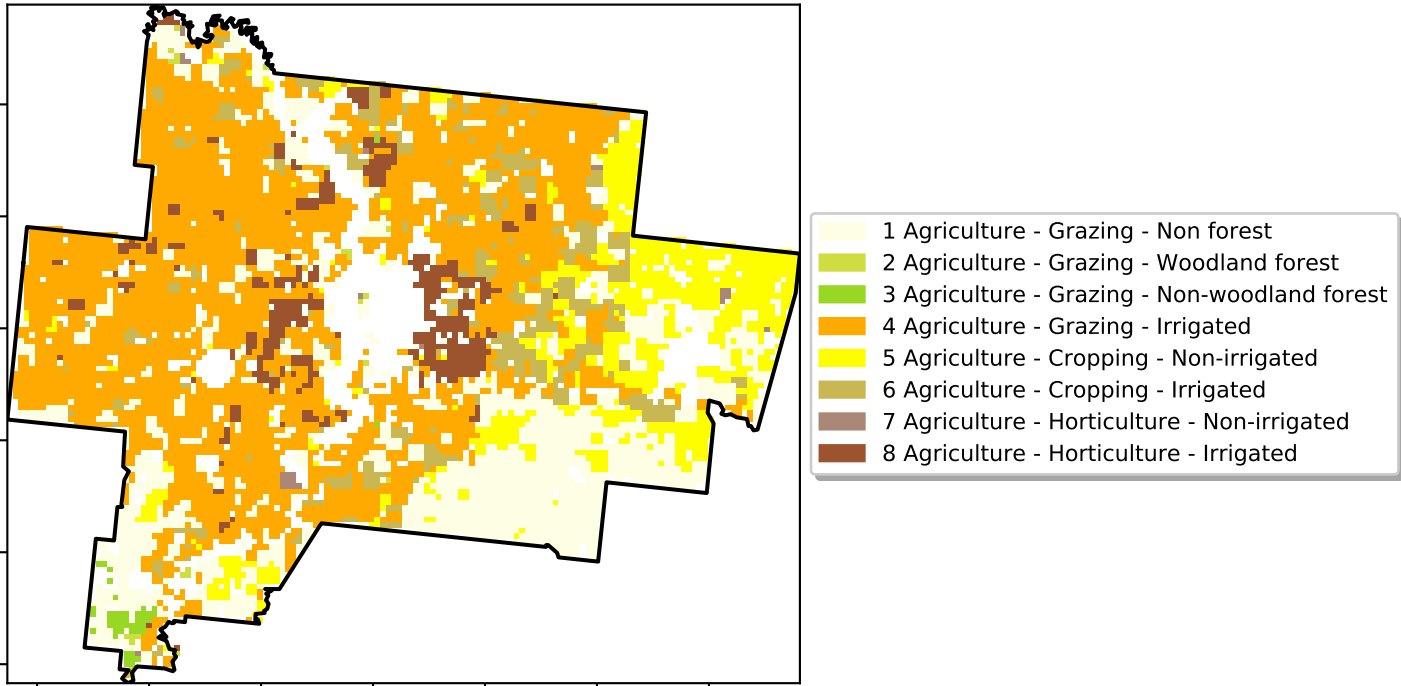 1 Agriculture - Grazing - Non forest
2 Agriculture - Grazing - Woodland forest
3 Agriculture - Grazing - Non-woodland forest
4 Agriculture - Grazing - Irrigated
5 Agriculture - Cropping - Non-irrigated
6 Agriculture - Cropping - Irrigated
7 Agriculture - Horticulture - Non-irrigated
8 Agriculture - Horticulture - Irrigated